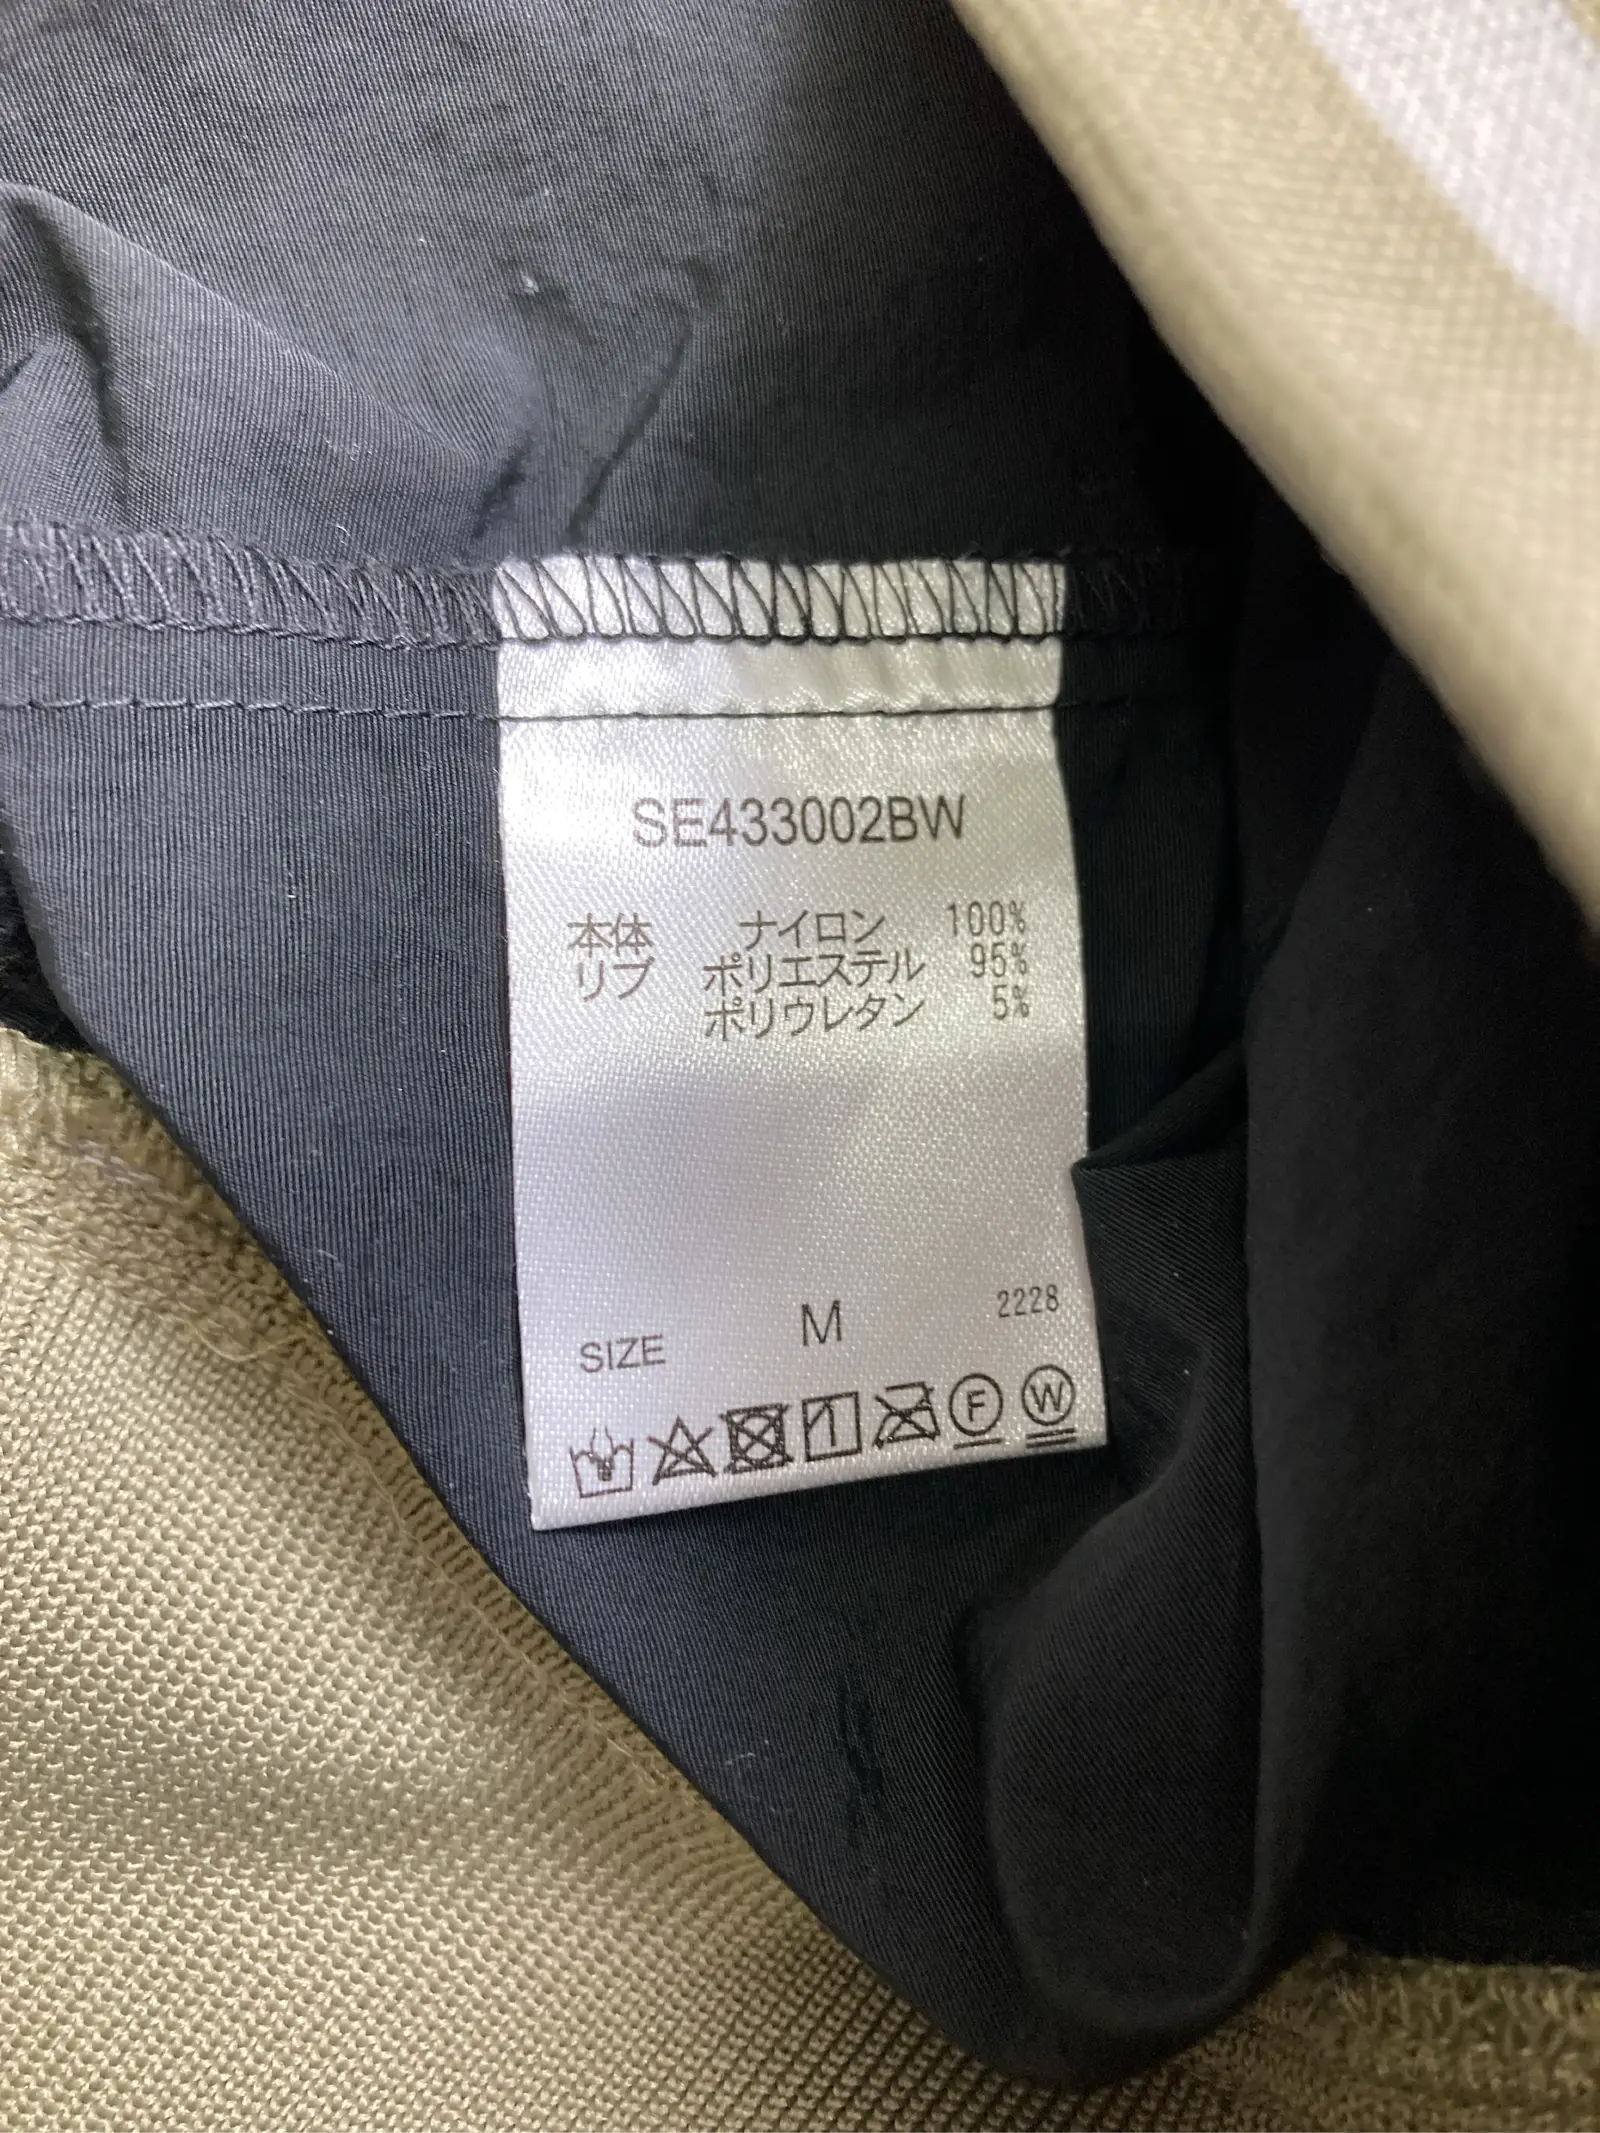 SE433002BW
本体 ナイロン 100%
リブ ポリエステル 95%
ポリウレタン 5%
SIZE M 2228
1 F W